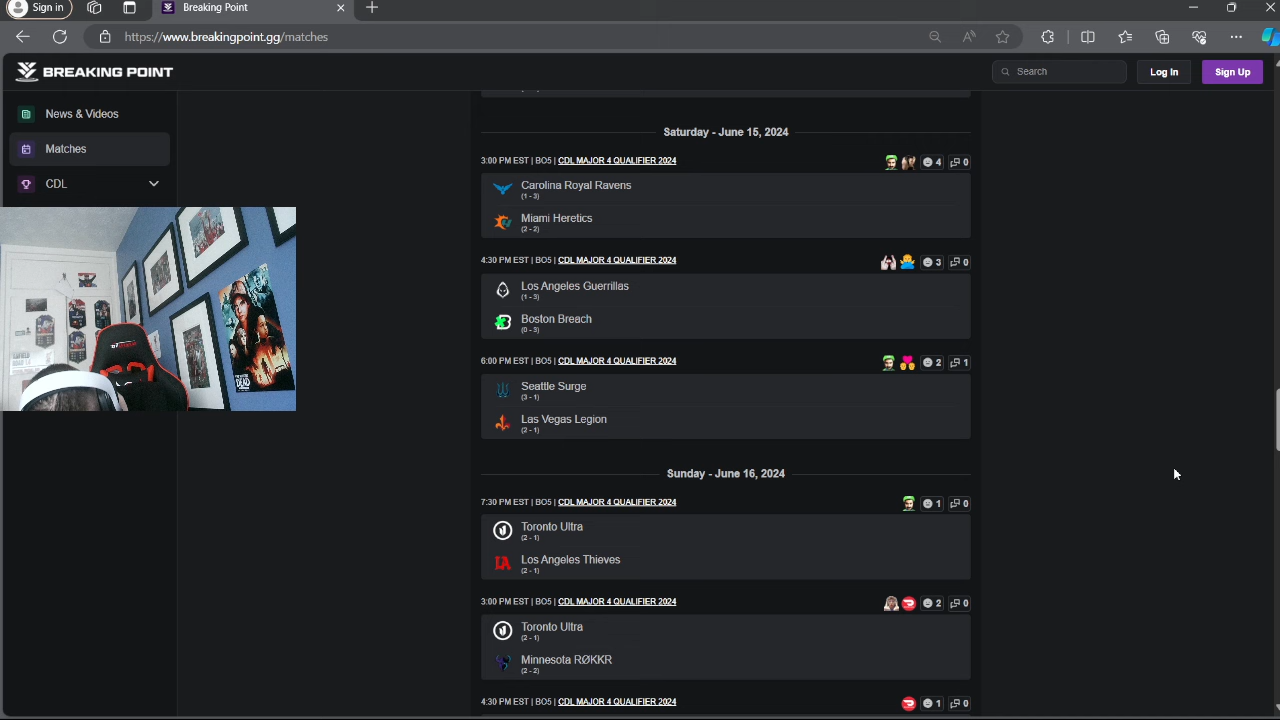 Sign in
Breaking Point
https://www.breakingpoint.gg/matches
BREAKING POINT
Search
Log In
Sign Up
News & Videos
Matches
CDL
Saturday - June 15, 2024
3:00 PM EST | BO5 | CDL MAJOR 4 QUALIFIER 2024
4
0
Carolina Royal Ravens
(1 - 3)
Miami Heretics
(2 - 2)
4:30 PM EST | BO5 | CDL MAJOR 4 QUALIFIER 2024
3
0
Los Angeles Guerrillas
(1 - 3)
Boston Breach
(0 - 3)
6:00 PM EST | BO5 | CDL MAJOR 4 QUALIFIER 2024
2
1
Seattle Surge
(3 - 1)
Las Vegas Legion
(2 - 1)
Sunday - June 16, 2024
7:30 PM EST | BO5 | CDL MAJOR 4 QUALIFIER 2024
1
0
Toronto Ultra
(2 - 1)
Los Angeles Thieves
(2 - 1)
3:00 PM EST | BO5 | CDL MAJOR 4 QUALIFIER 2024
2
0
Toronto Ultra
(2 - 1)
Minnesota RØKKR
(2 - 2)
4:30 PM EST | BO5 | CDL MAJOR 4 QUALIFIER 2024
1
0